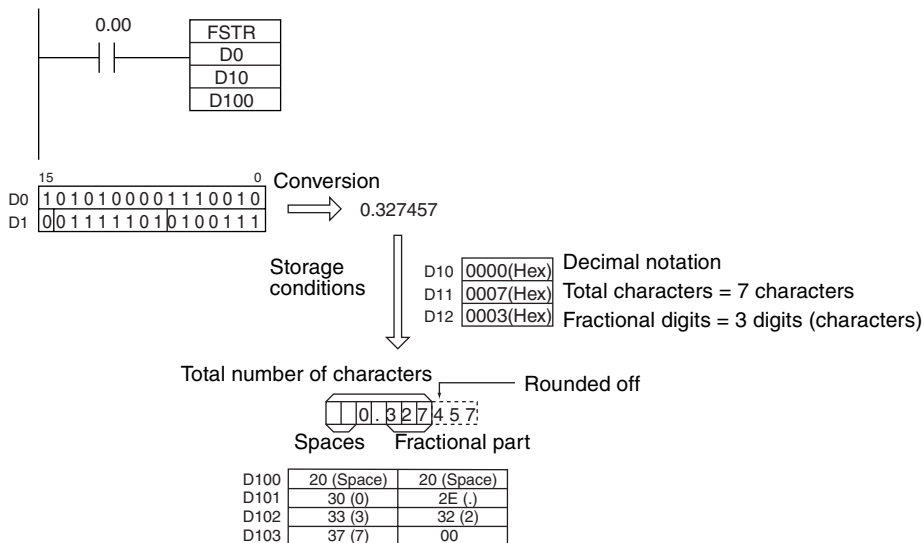 0.00
FSTR
D0
D10
D100
15 0
D0 1010100001110010
D1 0011111010100111
Conversion
0.327457
Storage
conditions
D10 0000(Hex) Decimal notation
D11 0007(Hex) Total characters = 7 characters
D12 0003(Hex) Fractional digits = 3 digits (characters)
Total number of characters
Rounded off
0.327457
Spaces Fractional part
D100 20 (Space) 20 (Space)
D101 30 (0) 2E (.)
D102 33 (3) 32 (2)
D103 37 (7) 00